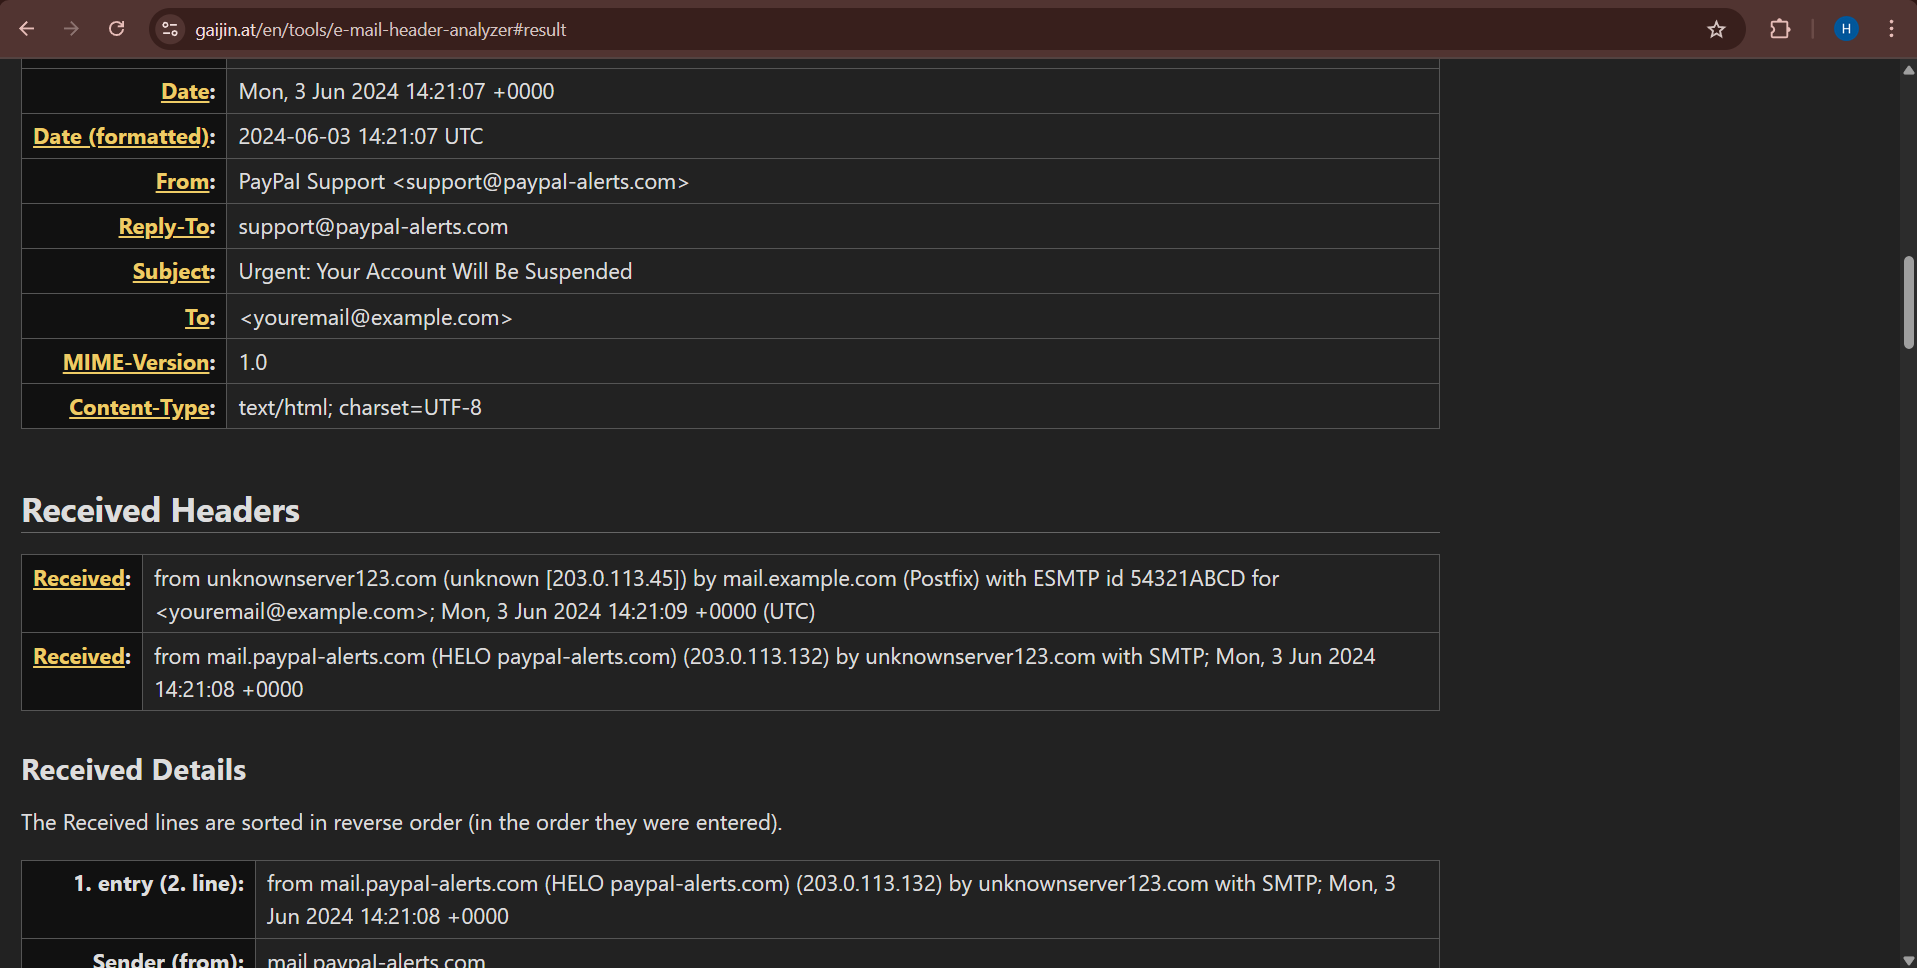 gaijin.at/en/tools/e-mail-header-analyzer#result
H
Date: Mon, 3 Jun 2024 14:21:07 +0000
Date (formatted): 2024-06-03 14:21:07 UTC
From: PayPal Support <support@paypal-alerts.com>
Reply-To: support@paypal-alerts.com
Subject: Urgent: Your Account Will Be Suspended
To: <youremail@example.com>
MIME-Version: 1.0
Content-Type: text/html; charset=UTF-8
Received Headers
Received: from unknownserver123.com (unknown [203.0.113.45]) by mail.example.com (Postfix) with ESMTP id 54321ABCD for
<youremail@example.com>; Mon, 3 Jun 2024 14:21:09 +0000 (UTC)
Received: from mail.paypal-alerts.com (HELO paypal-alerts.com) (203.0.113.132) by unknownserver123.com with SMTP; Mon, 3 Jun 2024
14:21:08 +0000
Received Details
The Received lines are sorted in reverse order (in the order they were entered).
1. entry (2. line): from mail.paypal-alerts.com (HELO paypal-alerts.com) (203.0.113.132) by unknownserver123.com with SMTP; Mon, 3
Jun 2024 14:21:08 +0000
Sender (from): mail.paypal-alerts.com